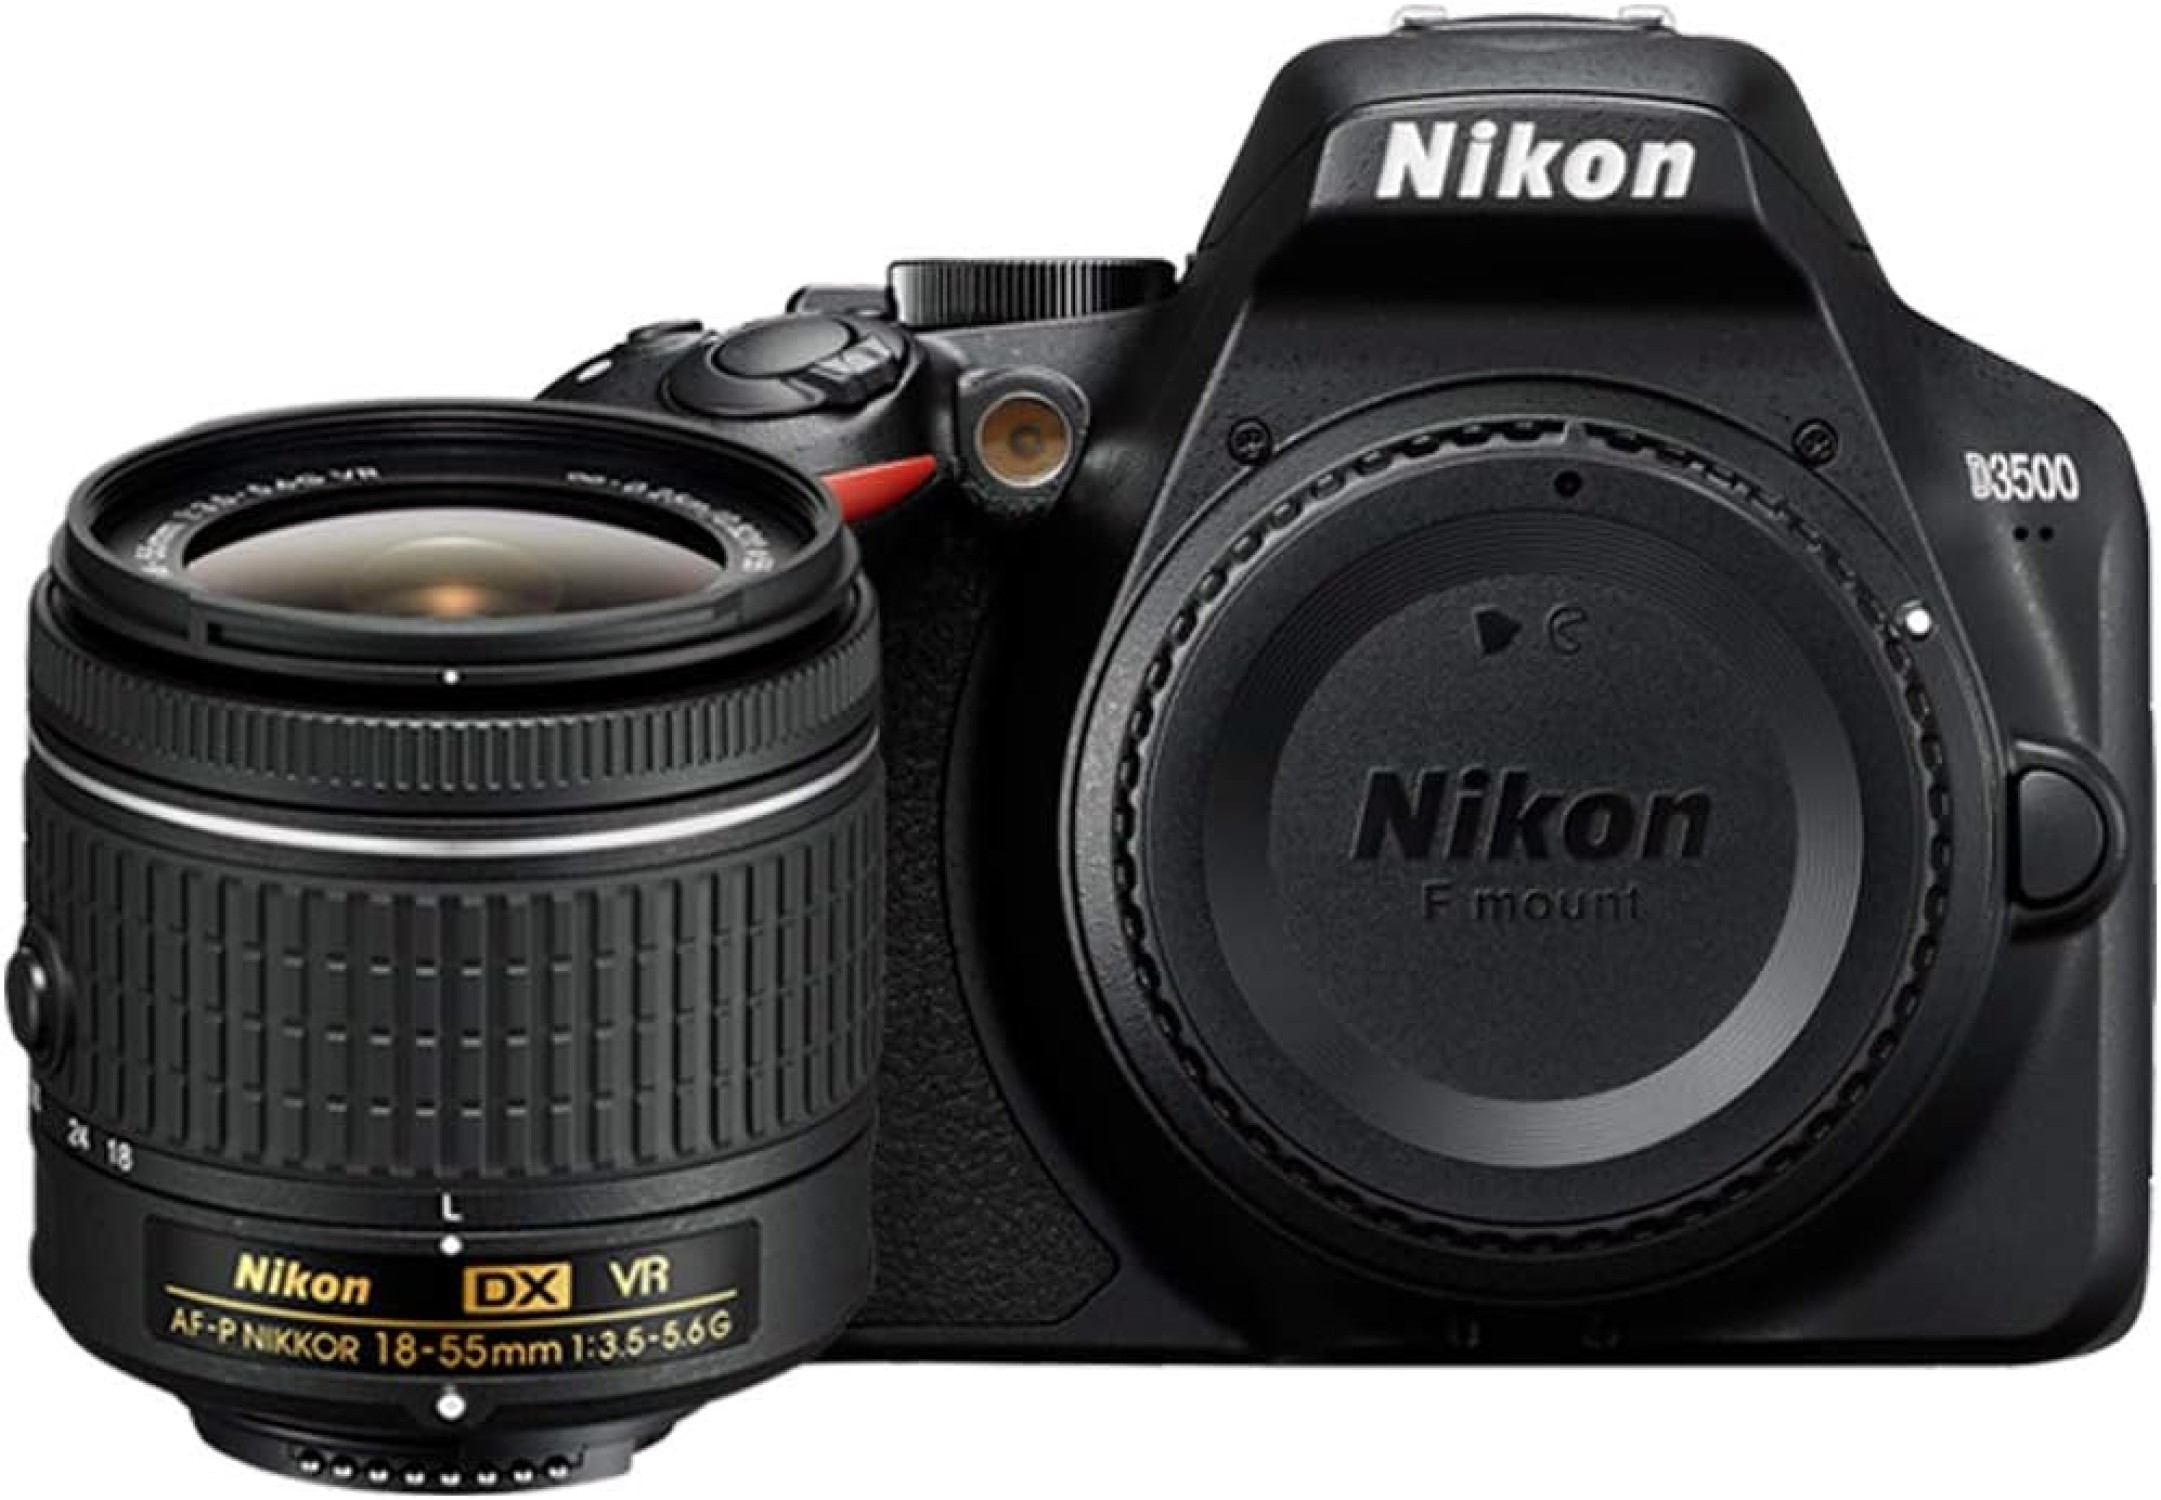 Nikon
D3500
C
Nikon
F mount
24 18
L
Nikon DX VR
AF-P NIKKOR 18-55mm 1:3.5-5.6G